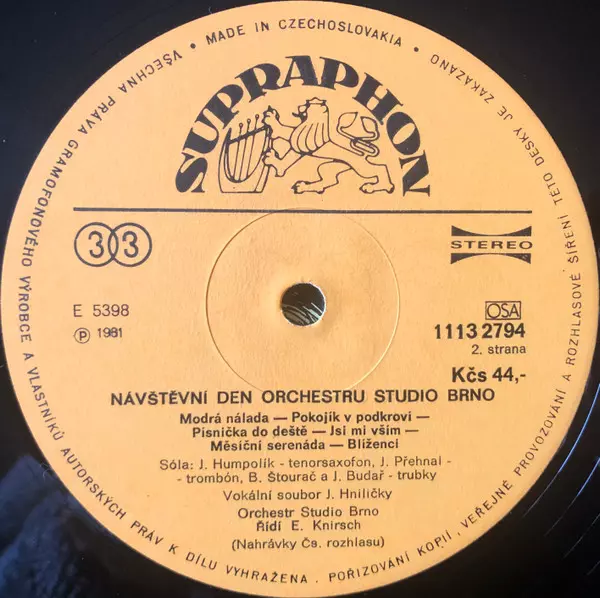 • MADE IN CZECHOSLOVAKIA •
VŠECHNA PRÁVA GRAMOFONOVÉHO VÝROBCE A VLASTNÍKŮ AUTORSKÝCH PRÁV K DÍLU VYHRAŽENA. POŘIZOVÁNÍ KOPIÍ, VEŘEJNÉ PROVOZOVÁNÍ A ROZHLASOVÉ ŠÍŘENÍ TÉTO DESKY JE ZAKÁZÁNO
SUPRAPHON
33
STEREO
E 5398
℗ 1981
OSA
1113 2794
2. strana
Kčs 44,-
NÁVŠTĚVNÍ DEN ORCHESTRU STUDIO BRNO
Modrá nálada — Pokojík v podkroví —
Písnička do deště — Jsi mi vším —
Měsíční serenáda — Blíženci
Sóla: J. Humpolík - tenorsaxofon, J. Přehnal -
- trombón, B. Štourač a J. Budař - trubky
Vokální soubor J. Hniličky
Orchestr Studio Brno
Řídí E. Knirsch
(Nahrávky Čs. rozhlasu)